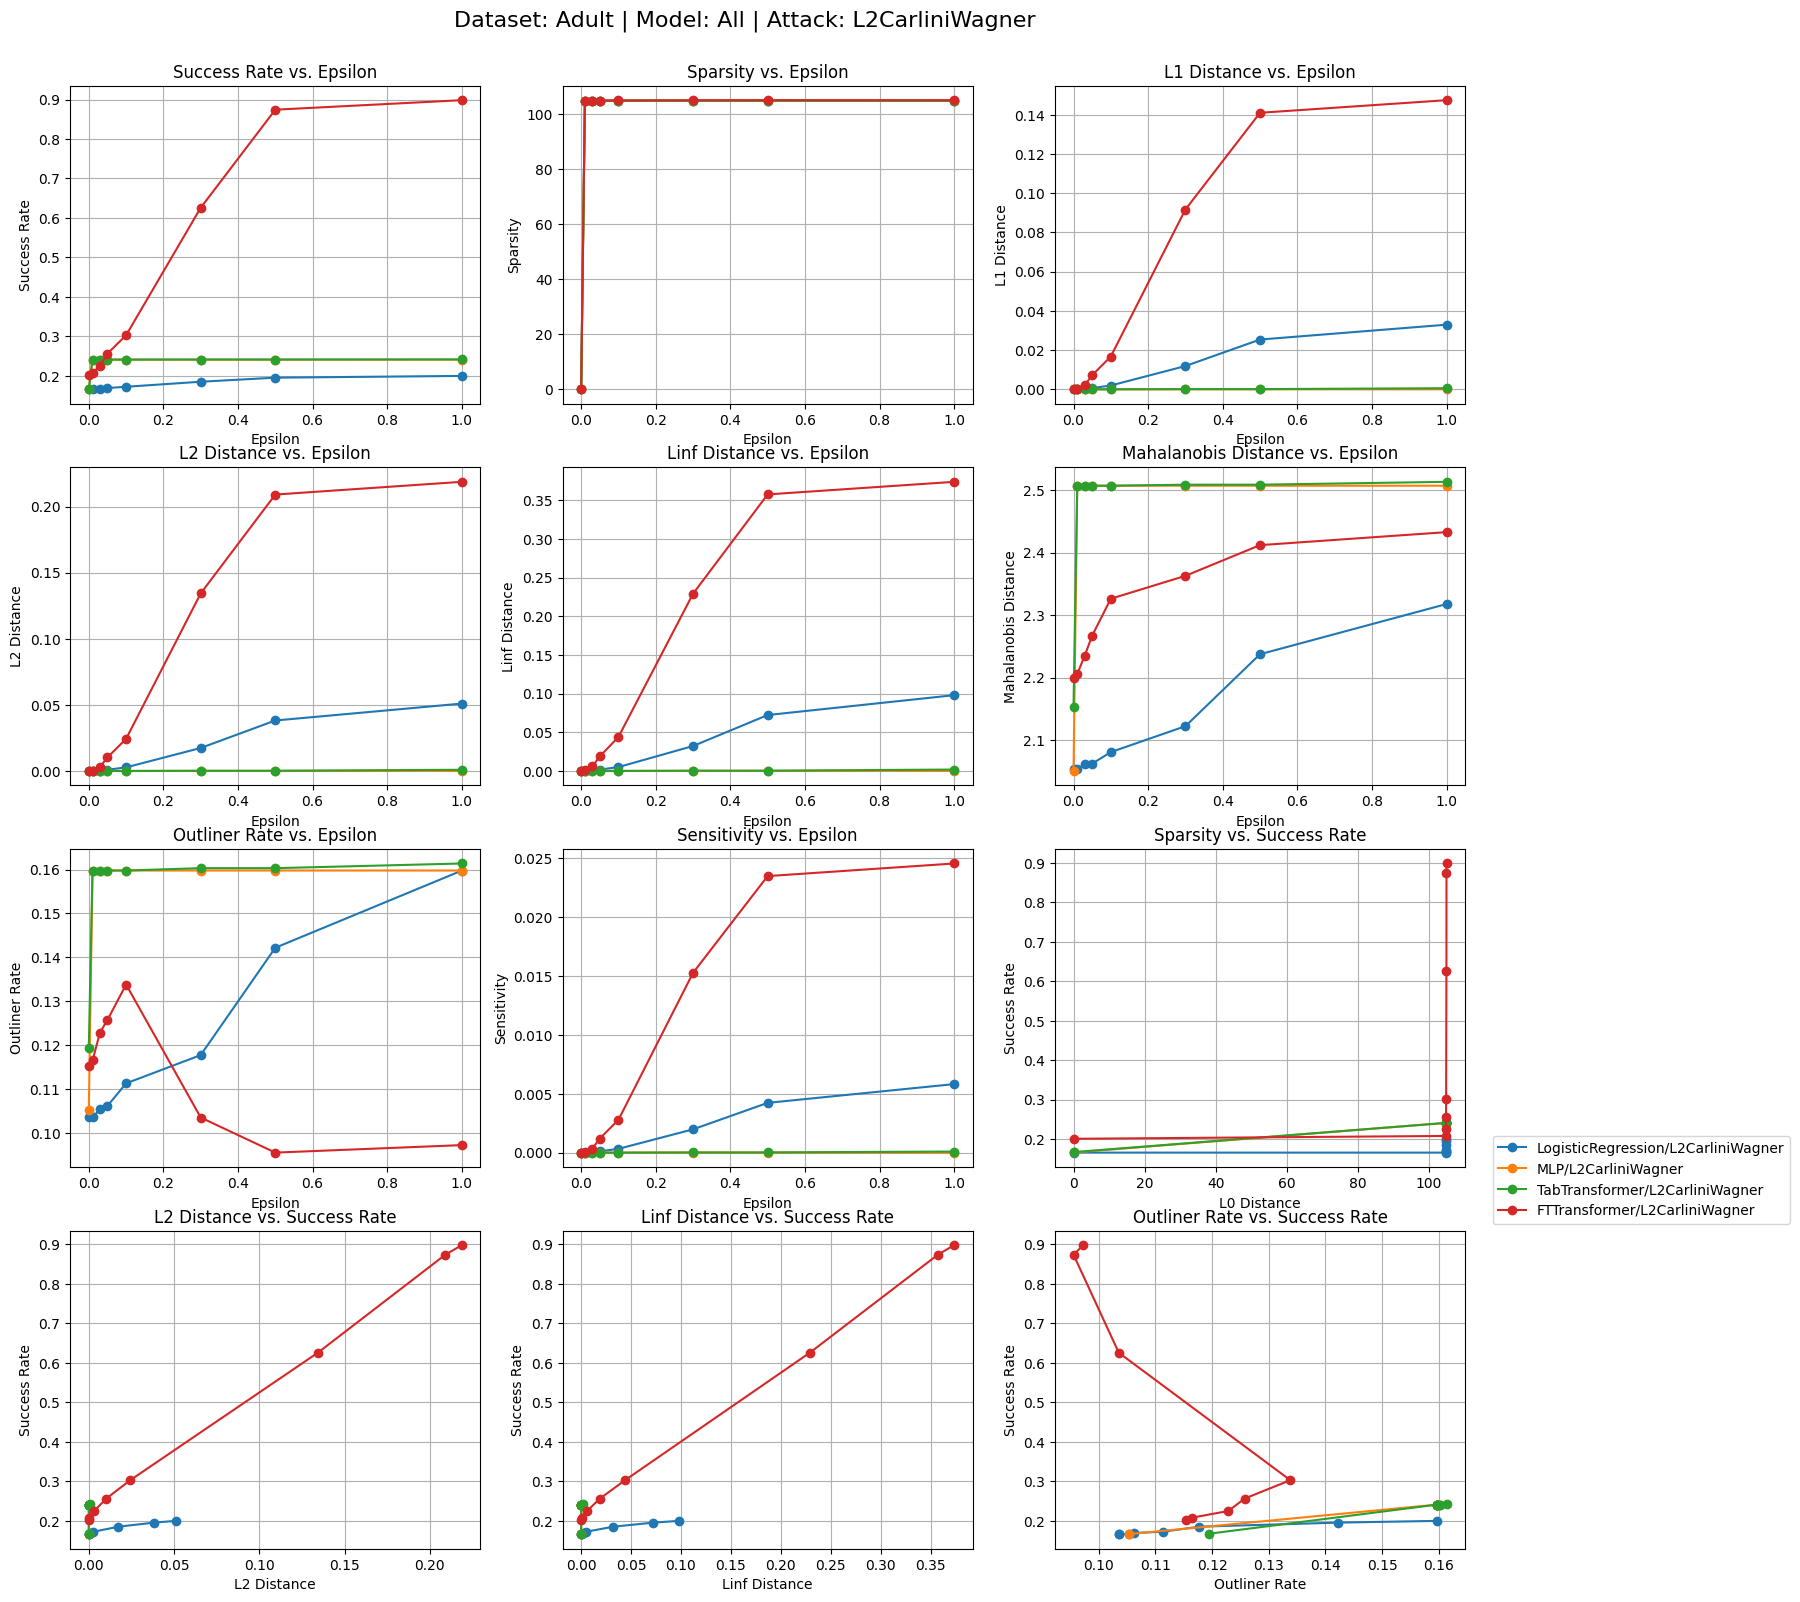 Dataset: Adult | Model: All | Attack: L2CarliniWagner
Success Rate vs. Epsilon
Success Rate
0.9
0.8
0.7
0.6
0.5
0.4
0.3
0.2
0.0 0.2 0.4 0.6 0.8 1.0
Epsilon
Sparsity vs. Epsilon
Sparsity
100
80
60
40
20
0
0.0 0.2 0.4 0.6 0.8 1.0
Epsilon
L1 Distance vs. Epsilon
L1 Distance
0.14
0.12
0.10
0.08
0.06
0.04
0.02
0.00
0.0 0.2 0.4 0.6 0.8 1.0
Epsilon
L2 Distance vs. Epsilon
L2 Distance
0.20
0.15
0.10
0.05
0.00
0.0 0.2 0.4 0.6 0.8 1.0
Epsilon
Linf Distance vs. Epsilon
Linf Distance
0.35
0.30
0.25
0.20
0.15
0.10
0.05
0.00
0.0 0.2 0.4 0.6 0.8 1.0
Epsilon
Mahalanobis Distance vs. Epsilon
Mahalanobis Distance
2.5
2.4
2.3
2.2
2.1
0.0 0.2 0.4 0.6 0.8 1.0
Epsilon
Outliner Rate vs. Epsilon
Outliner Rate
0.16
0.15
0.14
0.13
0.12
0.11
0.10
0.0 0.2 0.4 0.6 0.8 1.0
Epsilon
Sensitivity vs. Epsilon
Sensitivity
0.025
0.020
0.015
0.010
0.005
0.000
0.0 0.2 0.4 0.6 0.8 1.0
Epsilon
Sparsity vs. Success Rate
Success Rate
0.9
0.8
0.7
0.6
0.5
0.4
0.3
0.2
0 20 40 60 80 100
L0 Distance
LogisticRegression/L2CarliniWagner
MLP/L2CarliniWagner
TabTransformer/L2CarliniWagner
FTTransformer/L2CarliniWagner
L2 Distance vs. Success Rate
Success Rate
0.9
0.8
0.7
0.6
0.5
0.4
0.3
0.2
0.00 0.05 0.10 0.15 0.20
L2 Distance
Linf Distance vs. Success Rate
Success Rate
0.9
0.8
0.7
0.6
0.5
0.4
0.3
0.2
0.00 0.05 0.10 0.15 0.20 0.25 0.30 0.35
Linf Distance
Outliner Rate vs. Success Rate
Success Rate
0.9
0.8
0.7
0.6
0.5
0.4
0.3
0.2
0.10 0.11 0.12 0.13 0.14 0.15 0.16
Outliner Rate